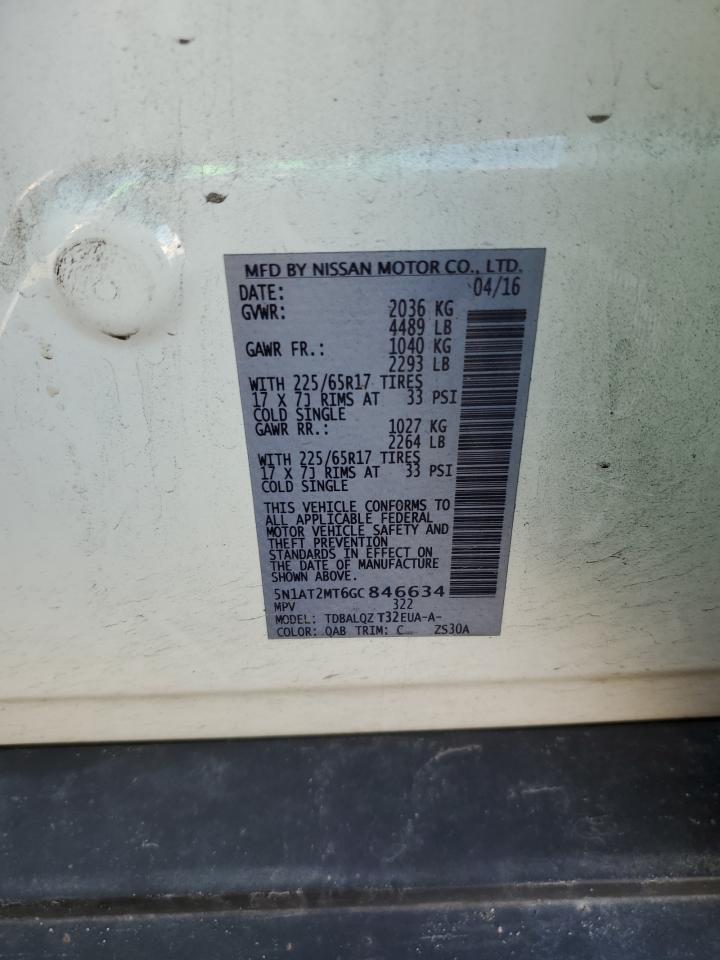 MFD BY NISSAN MOTOR CO., LTD.
DATE: 04/16
GVWR: 2036 KG
4489 LB
GAWR FR.: 1040 KG
2293 LB
WITH 225/65R17 TIRES
17 X 7J RIMS AT 33 PSI
COLD SINGLE
GAWR RR.: 1027 KG
2264 LB
WITH 225/65R17 TIRES
17 X 7J RIMS AT 33 PSI
COLD SINGLE
THIS VEHICLE CONFORMS TO
ALL APPLICABLE FEDERAL
MOTOR VEHICLE SAFETY AND
THEFT PREVENTION
STANDARDS IN EFFECT ON
THE DATE OF MANUFACTURE
SHOWN ABOVE.
5N1AT2MT6GC846634
MPV 322
MODEL: TDBALQZ T32EUA-A-
COLOR: QAB TRIM: C ZS30A